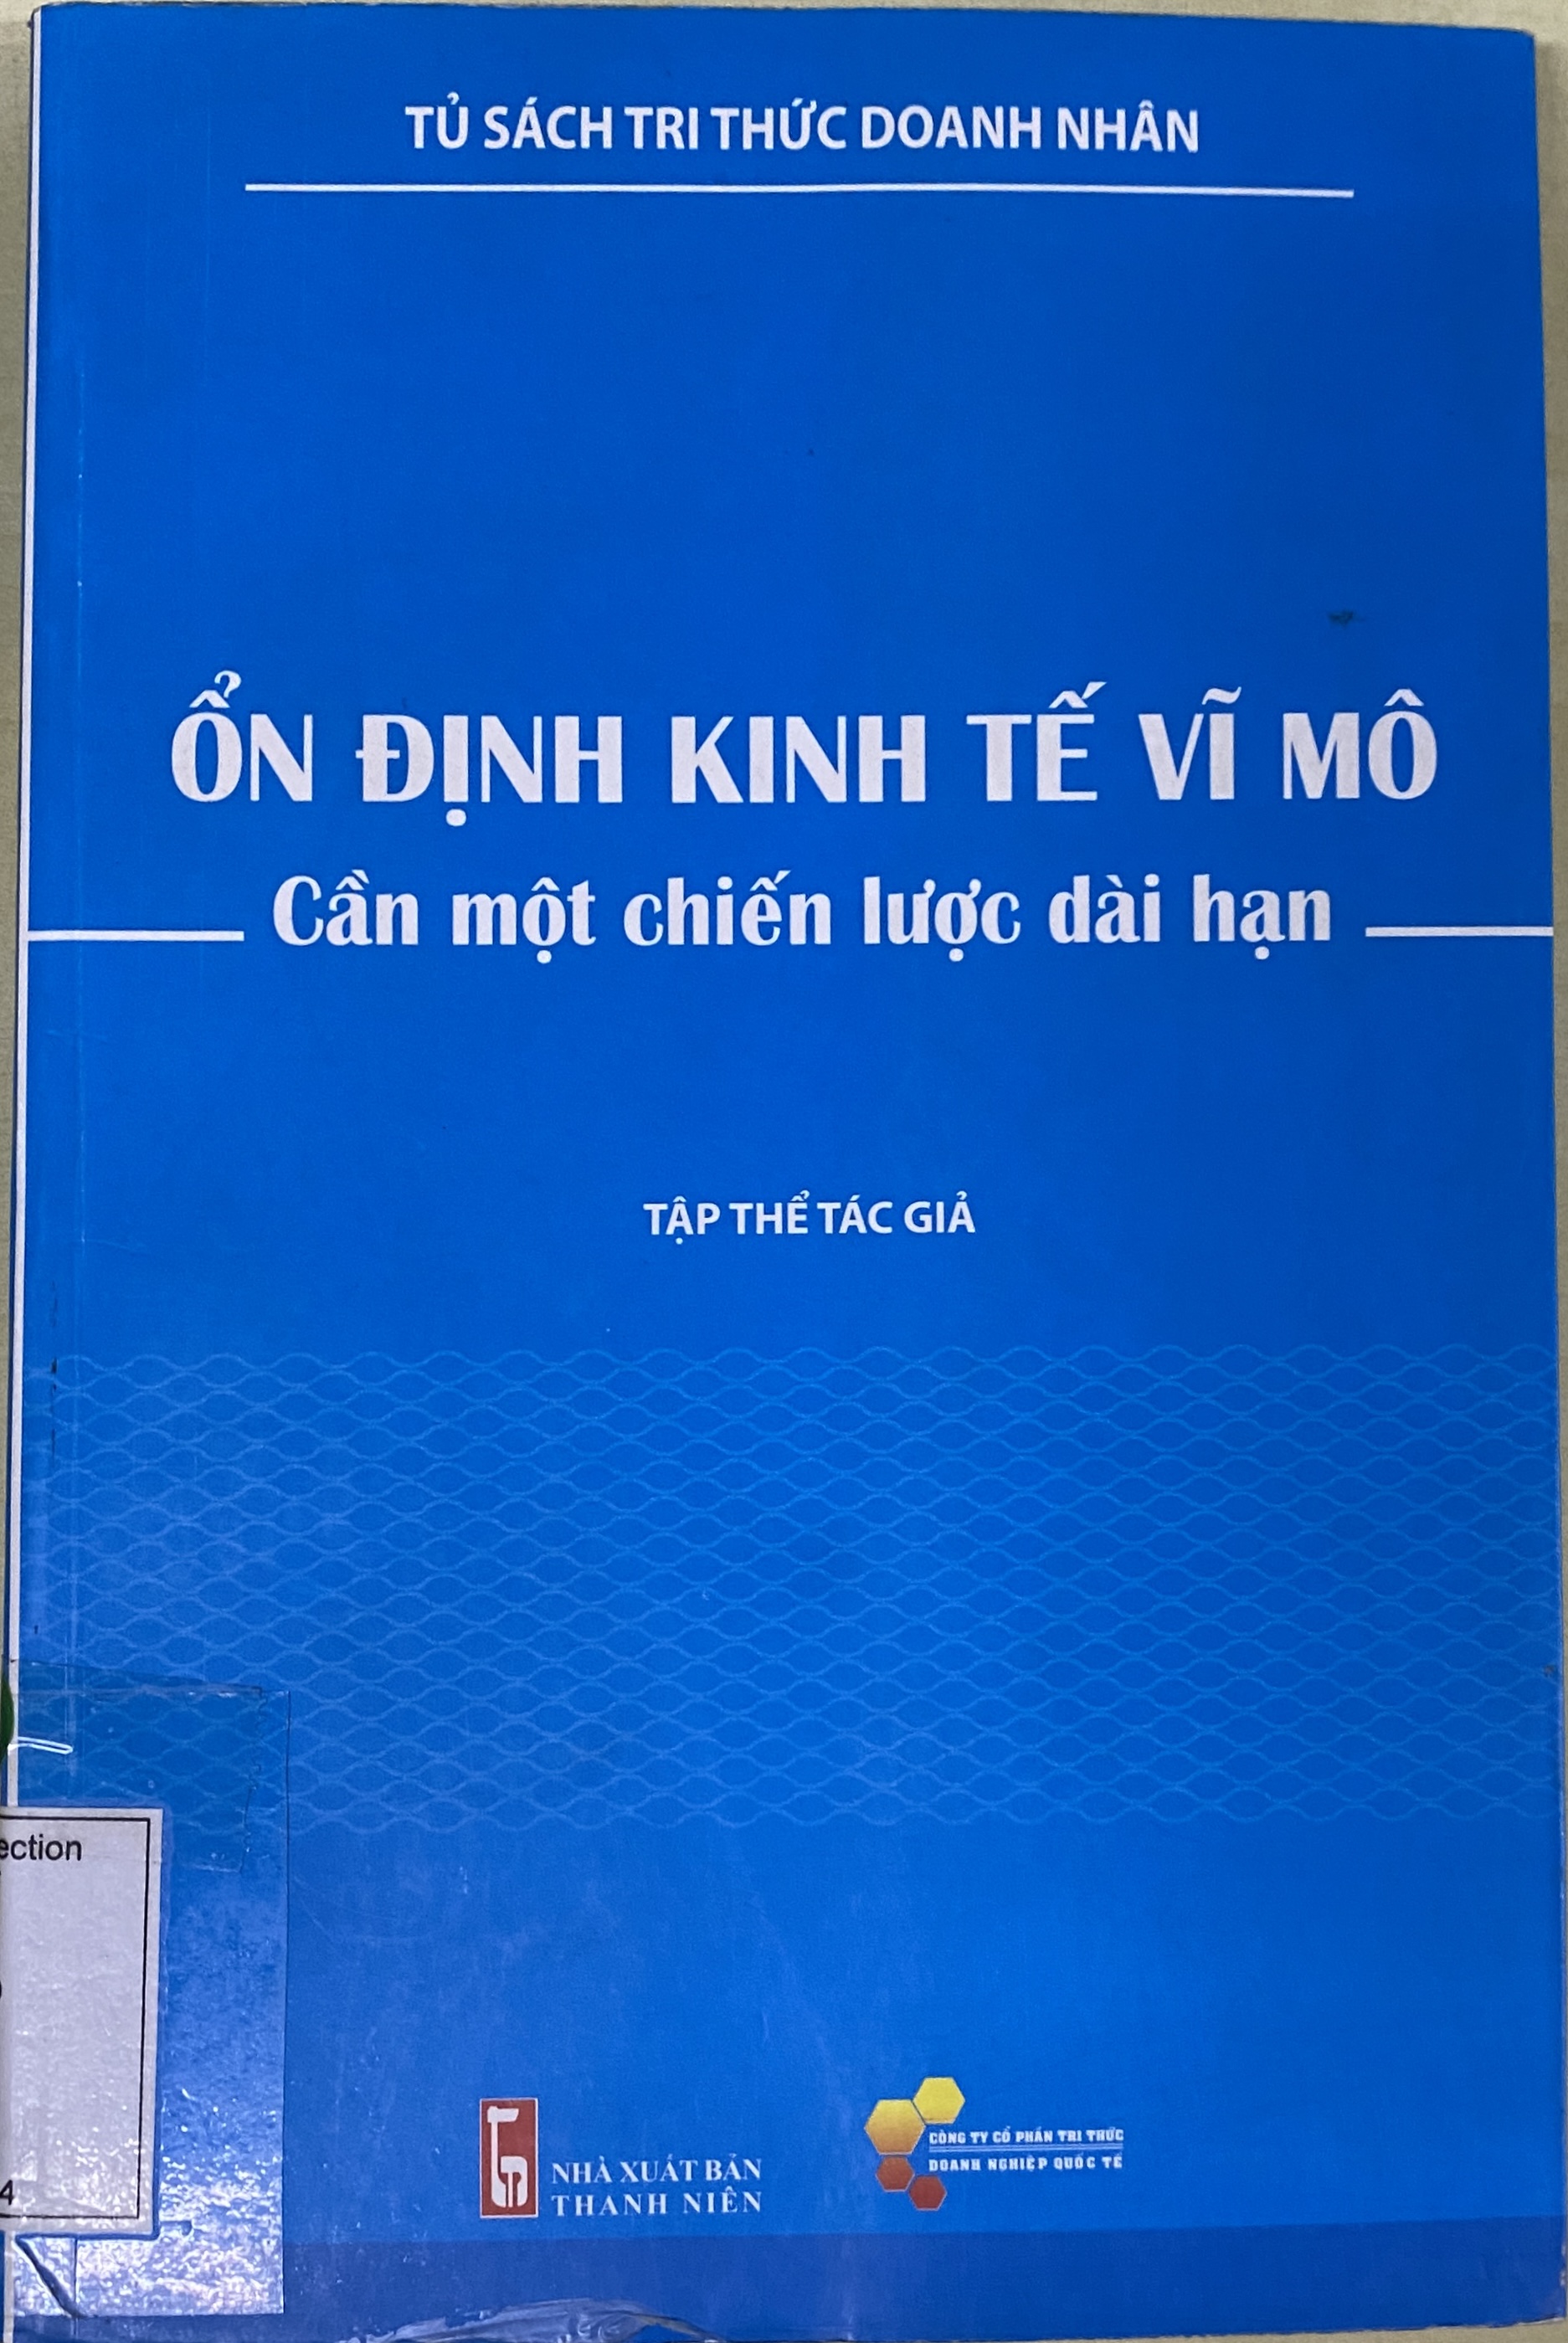 TỦ SÁCH TRI THỨC DOANH NHÂN
ỔN ĐỊNH KINH TẾ VĨ MÔ
Cần một chiến lược dài hạn
TẬP THỂ TÁC GIẢ
ection
4
NHÀ XUẤT BẢN
THANH NIÊN
CÔNG TY CỔ PHẦN TRI THỨC
DOANH NGHIỆP QUỐC TẾ